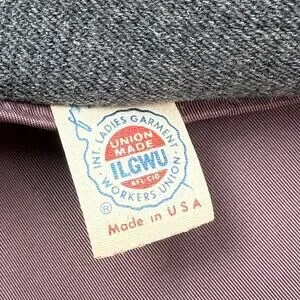 INT. LADIES GARMENT
UNION
MADE
ILGWU
AFL-CIO
WORKERS UNION
®
Made in USA